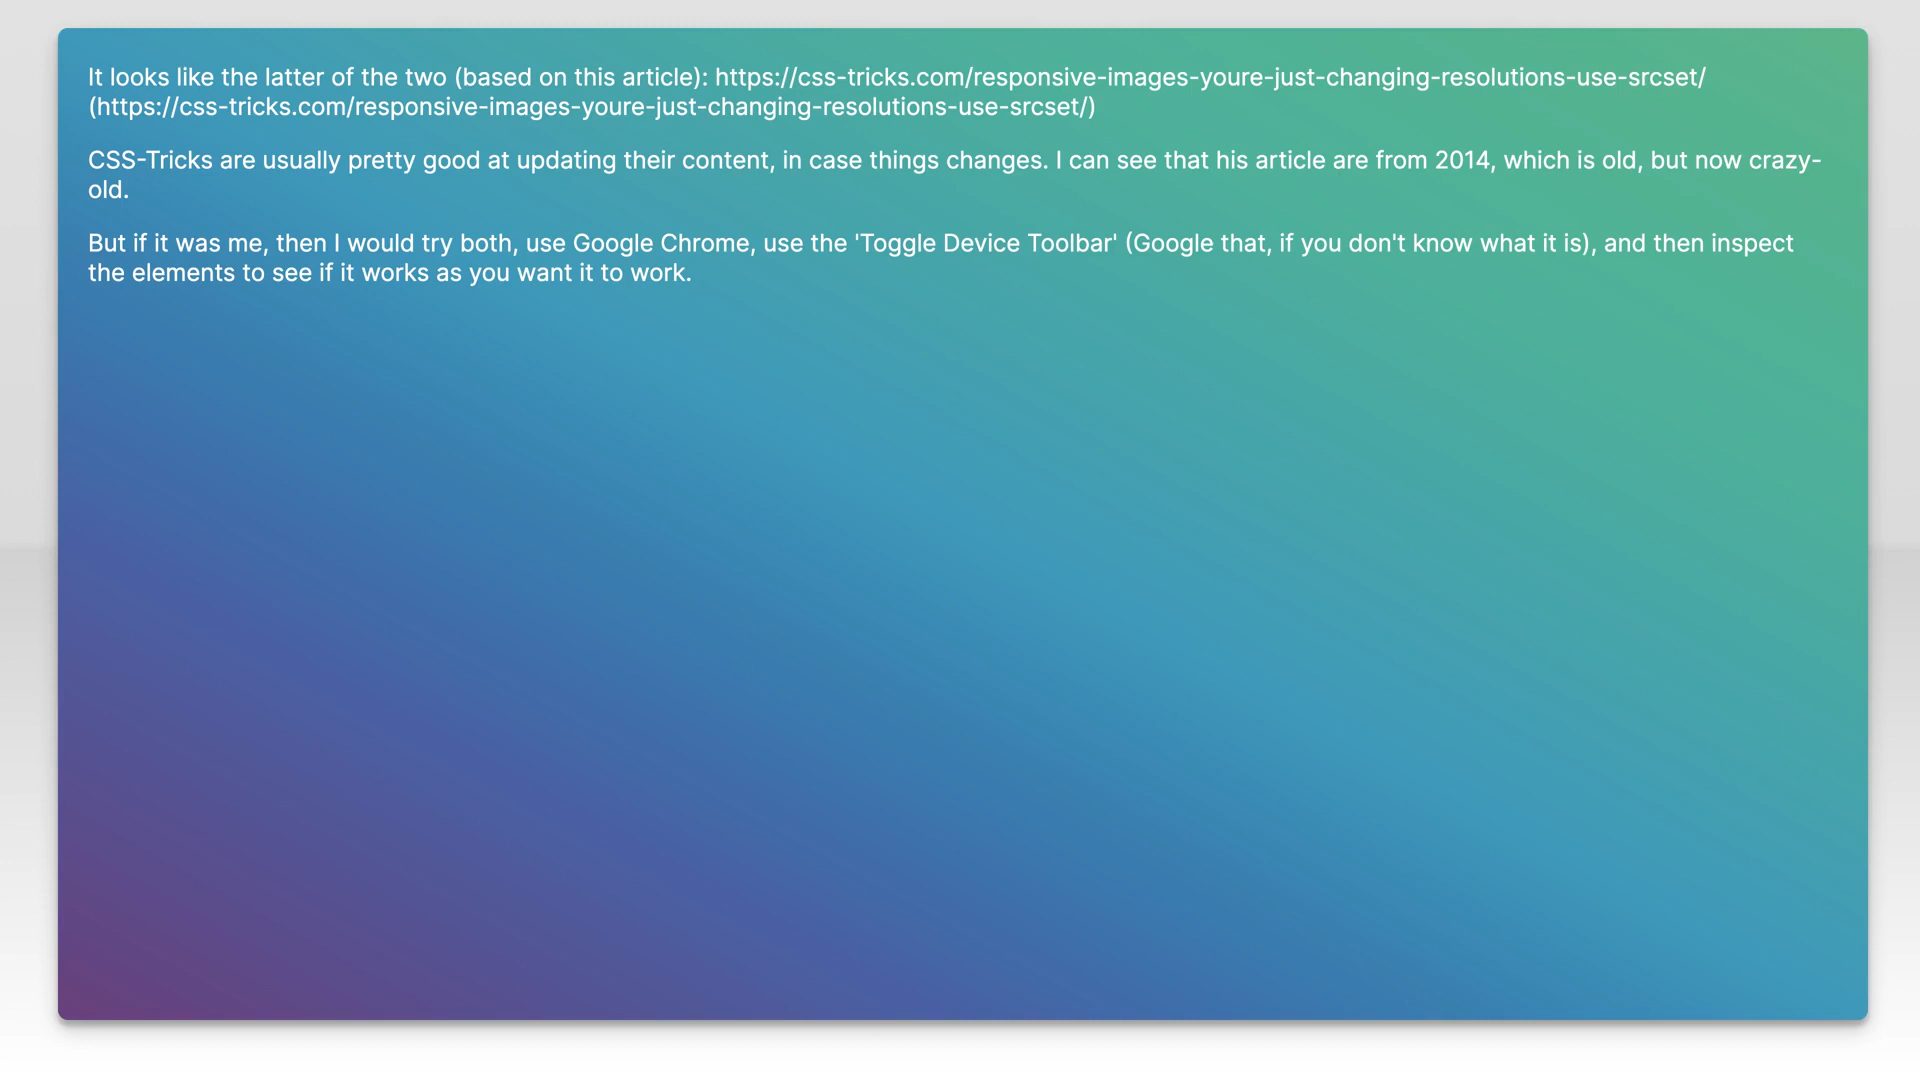 It looks like the latter of the two (based on this article): https://css-tricks.com/responsive-images-youre-just-changing-resolutions-use-srcset/
(https://css-tricks.com/responsive-images-youre-just-changing-resolutions-use-srcset/)
CSS-Tricks are usually pretty good at updating their content, in case things changes. I can see that his article are from 2014, which is old, but now crazy-
old.
But if it was me, then I would try both, use Google Chrome, use the 'Toggle Device Toolbar' (Google that, if you don't know what it is), and then inspect
the elements to see if it works as you want it to work.